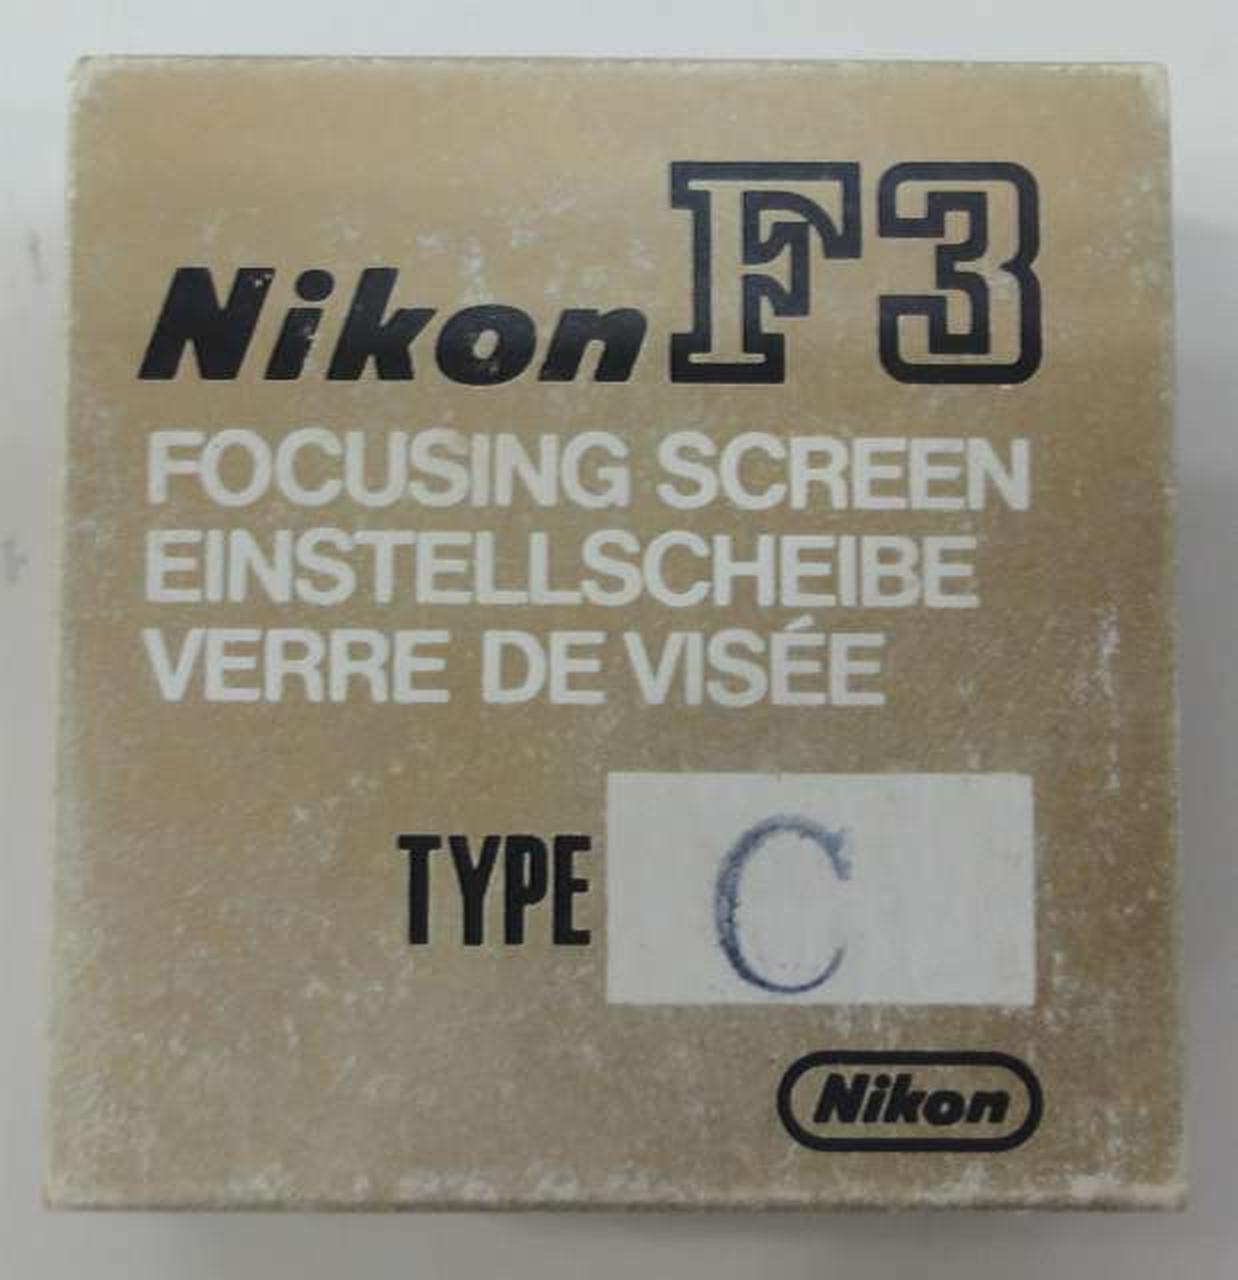 Nikon F3
FOCUSING SCREEN
EINSTELLSCHEIBE
VERRE DE VISÉE
TYPE C
Nikon